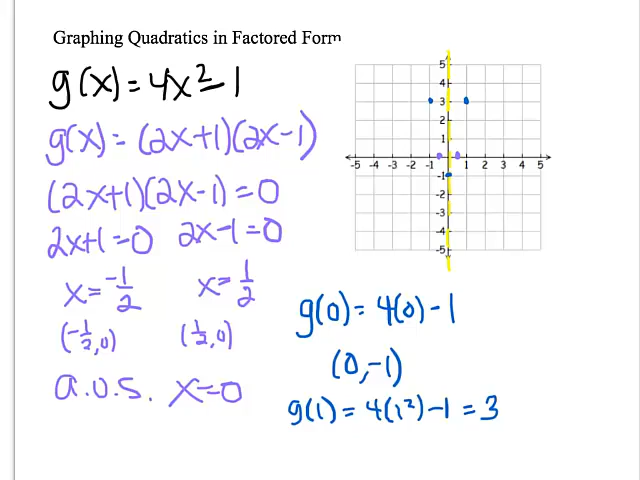 Graphing Quadratics in Factored Form
g(x) = 4x² - 1
g(x) = (2x+1)(2x-1)
(2x+1)(2x-1) = 0
2x+1=0 2x-1=0
x = -1/2 x = 1/2
(-1/2, 0) (1/2, 0)
a.o.s. x=0
5
4
3
2
1
-5 -4 -3 -2 -1 1 2 3 4 5
-1
-2
-3
-4
-5
g(0) = 4(0) - 1
(0, -1)
g(1) = 4(1²) - 1 = 3